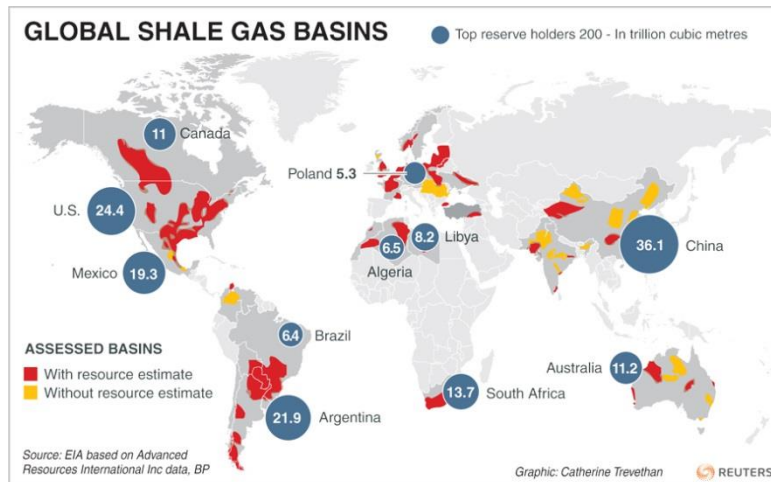 GLOBAL SHALE GAS BASINS
Top reserve holders 200 - In trillion cubic metres
11 Canada
Poland 5.3
U.S. 24.4
8.2 Libya
6.5
Algeria
36.1 China
Mexico 19.3
6.4 Brazil
ASSESSED BASINS
With resource estimate
Without resource estimate
Australia 11.2
13.7 South Africa
21.9 Argentina
Source: EIA based on Advanced
Resources International Inc data, BP
Graphic: Catherine Trevethan
REUTERS